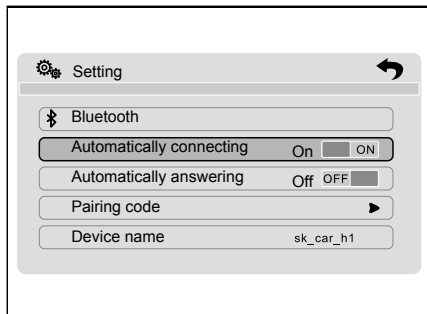 Setting
Bluetooth
Automatically connecting On ON
Automatically answering Off OFF
Pairing code
Device name sk_car_h1